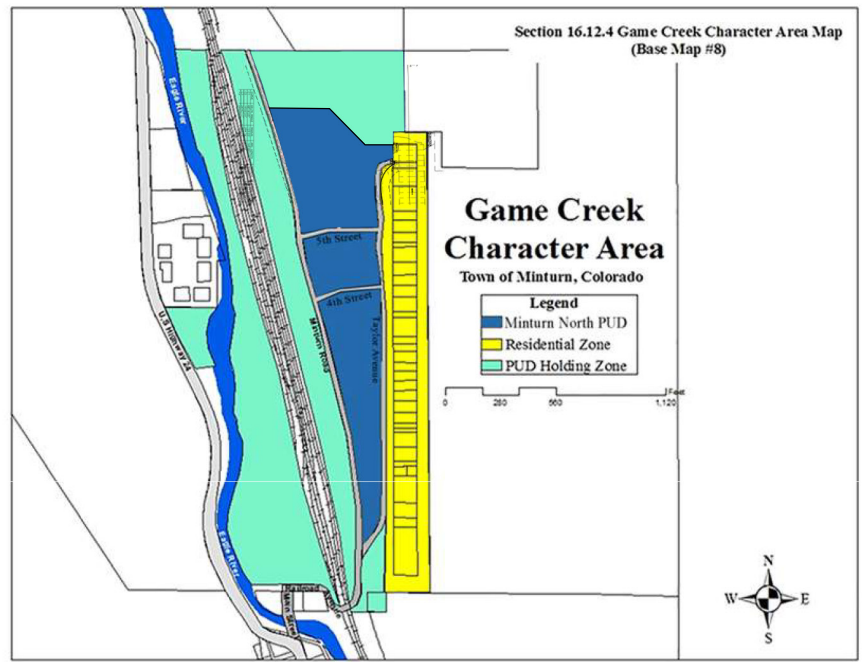 Section 16.12.4 Game Creek Character Area Map
(Base Map #8)
Eagle River
Game Creek
Character Area
Town of Minturn, Colorado
5th Street
4th Street
Legend
Minturn North PUD
Residential Zone
PUD Holding Zone
U.S Highway 24
Minturn Road
Taylor Avenue
Feet
0 280 560 1,120
Eagle River
Main Street
N
W E
S